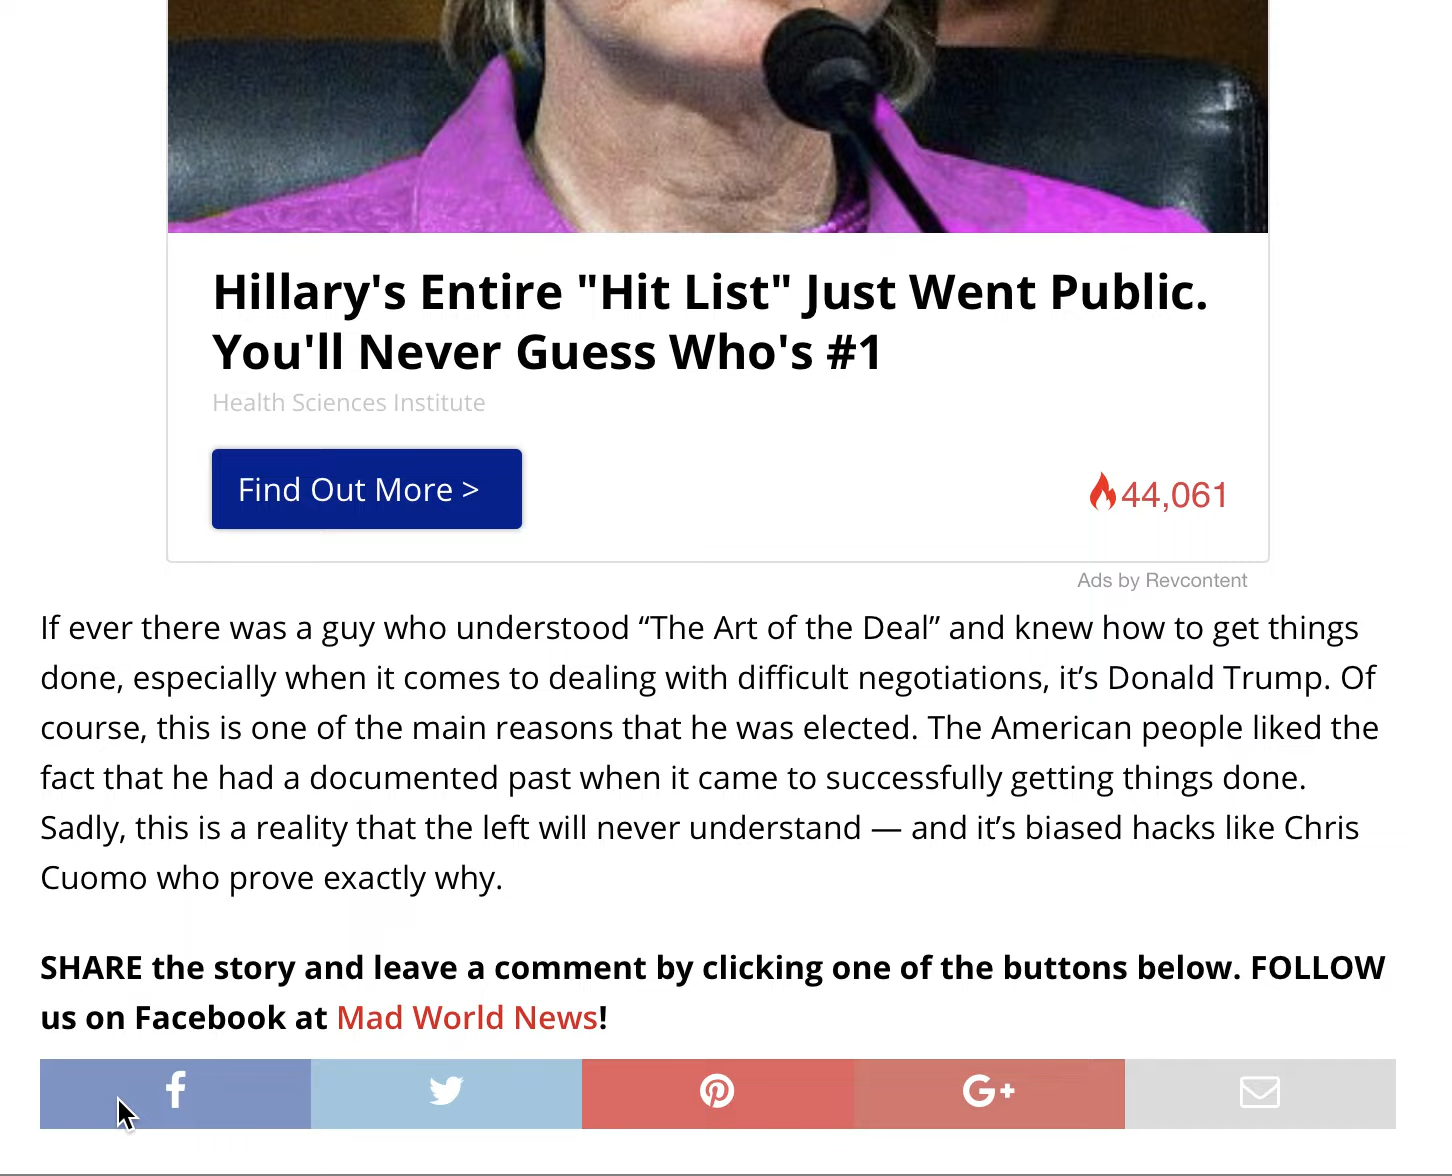 Hillary's Entire "Hit List" Just Went Public.
You'll Never Guess Who's #1
Health Sciences Institute
Find Out More >
44,061
Ads by Revcontent
If ever there was a guy who understood “The Art of the Deal” and knew how to get things
done, especially when it comes to dealing with difficult negotiations, it’s Donald Trump. Of
course, this is one of the main reasons that he was elected. The American people liked the
fact that he had a documented past when it came to successfully getting things done.
Sadly, this is a reality that the left will never understand — and it’s biased hacks like Chris
Cuomo who prove exactly why.
SHARE the story and leave a comment by clicking one of the buttons below. FOLLOW
us on Facebook at Mad World News!